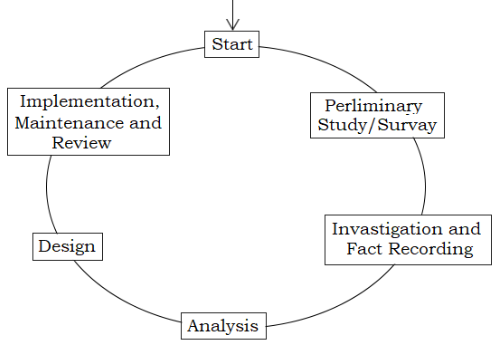 Start
Perliminary
Study/Survay
Invastigation and
Fact Recording
Analysis
Design
Implementation,
Maintenance and
Review